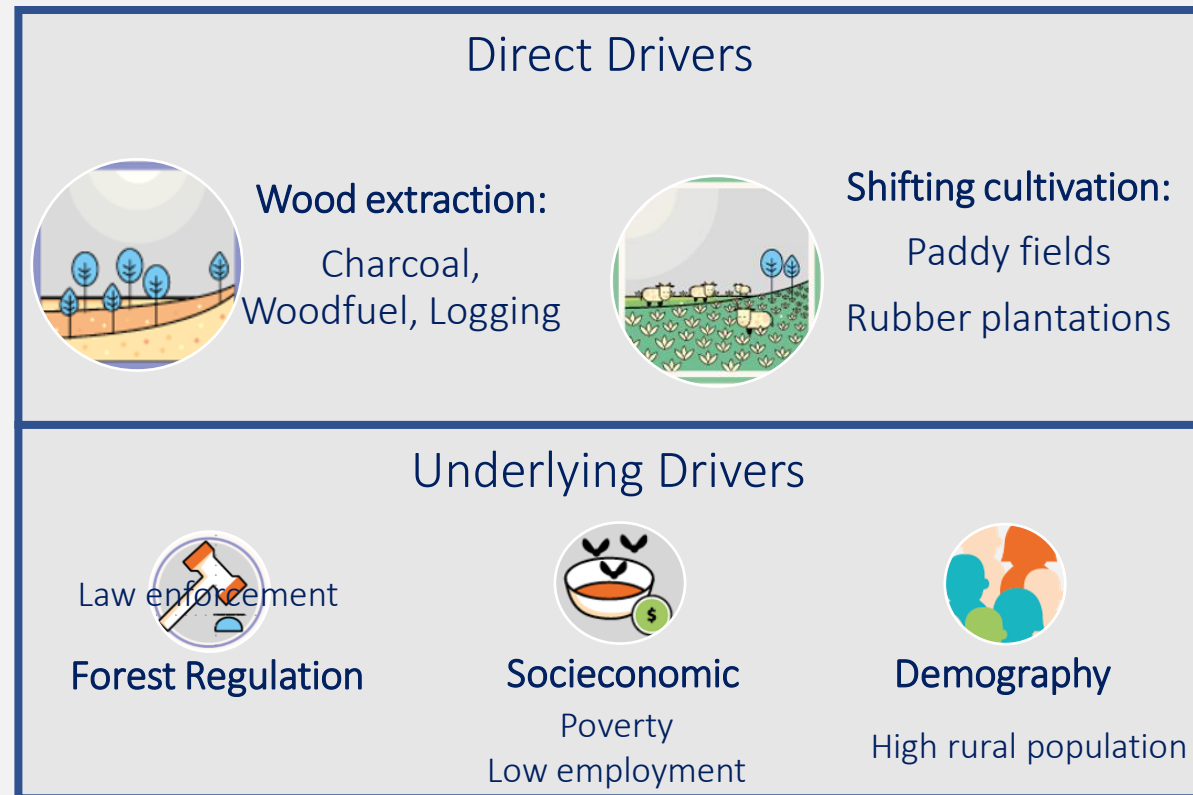 Direct Drivers
Wood extraction:
Charcoal,
Woodfuel, Logging
Shifting cultivation:
Paddy fields
Rubber plantations
Underlying Drivers
Law enforcement
Forest Regulation
$
Socieconomic
Poverty
Low employment
Demography
High rural population